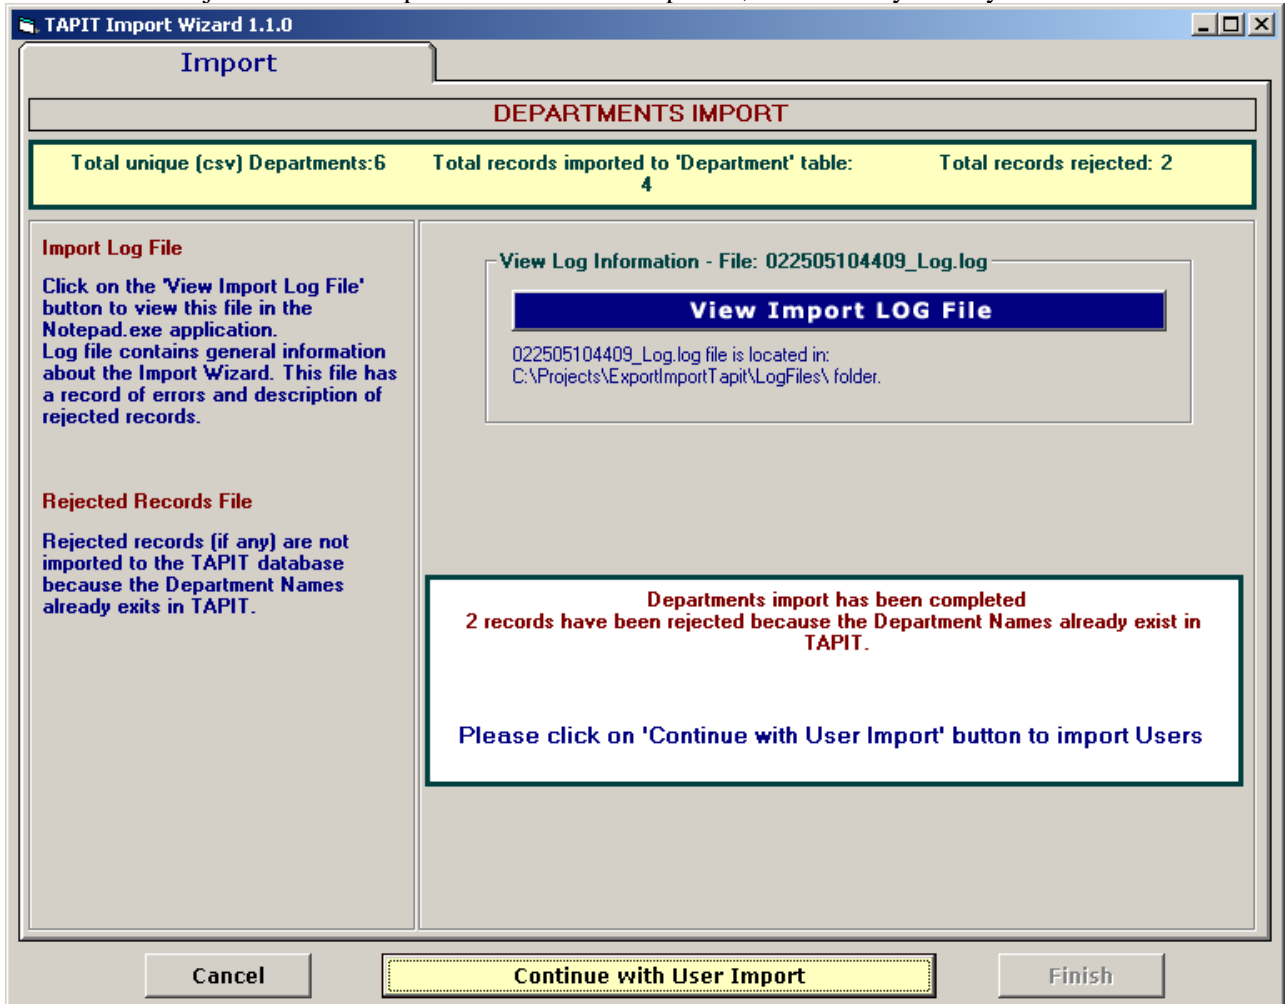 TAPIT Import Wizard 1.1.0
Import
DEPARTMENTS IMPORT
Total unique (csv) Departments:6
Total records imported to 'Department' table:
4
Total records rejected: 2
Import Log File
Click on the 'View Import Log File'
button to view this file in the
Notepad.exe application.
Log file contains general information
about the Import Wizard. This file has
a record of errors and description of
rejected records.
Rejected Records File
Rejected records (if any) are not
imported to the TAPIT database
because the Department Names
already exits in TAPIT.
View Log Information - File: 022505104409_Log.log
View Import LOG File
022505104409_Log.log file is located in:
C:\Projects\ExportImportTapit\LogFiles\ folder.
Departments import has been completed
2 records have been rejected because the Department Names already exist in
TAPIT.
Please click on 'Continue with User Import' button to import Users
Cancel
Continue with User Import
Finish